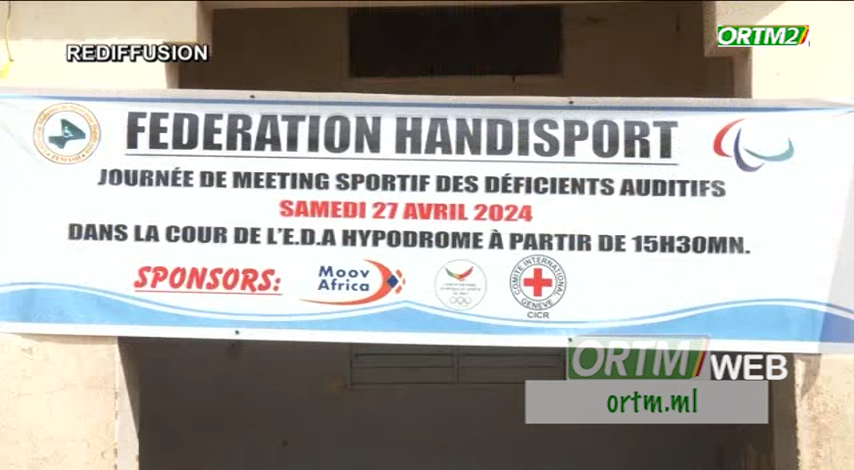 REDIFFUSION
ORTM2
FEDERATION HANDISPORT
JOURNÉE DE MEETING SPORTIF DES DÉFICIENTS AUDITIFS
SAMEDI 27 AVRIL 2024
DANS LA COUR DE L'E.D.A HYPODROME À PARTIR DE 15H30MN.
SPONSORS:
Moov Africa
COMITÉ INTERNATIONAL GENEVE
CICR
ORTM WEB
ortm.ml